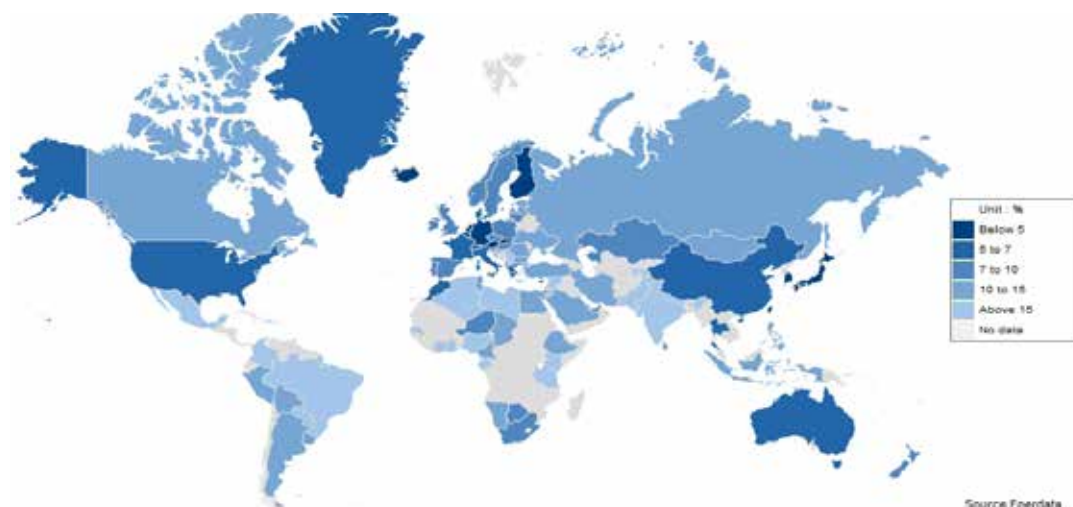 Unit : %
Below 5
5 to 7
7 to 10
10 to 15
Above 15
No data
Source Enerdata